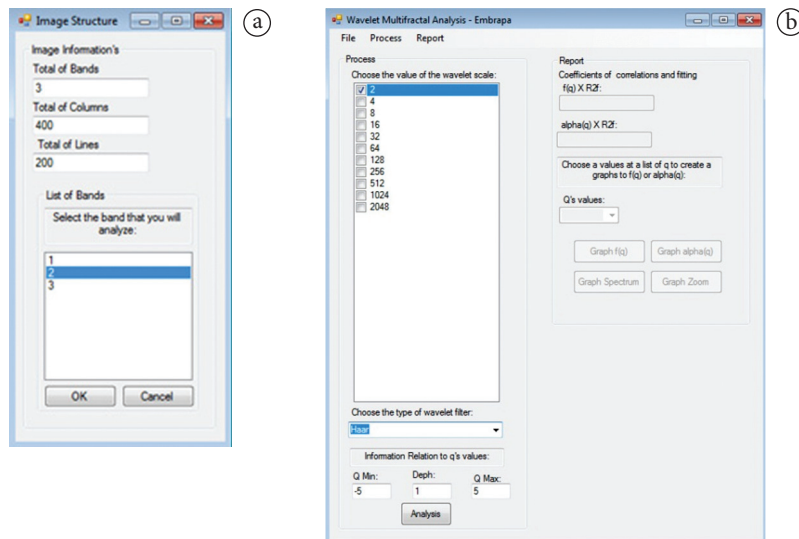 Image Structure
a
Image Information's
Total of Bands
3
Total of Columns
400
Total of Lines
200
List of Bands
Select the band that you will
analyze:
1
2
3
OK
Cancel
Wavelet Multifractal Analysis - Embrapa
b
File Process Report
Process
Choose the value of the wavelet scale:
2
4
8
16
32
64
128
256
512
1024
2048
Choose the type of wavelet filter:
Haar
Information Relation to q's values:
Q Min: Deph: Q Max:
-5 1 5
Analysis
Report
Coefficients of correlations and fitting
f(q) X R2f:
alpha(q) X R2f:
Choose a values at a list of q to create a
graphs to f(q) or alpha(q):
Q's values:
Graph f(q) Graph alpha(q)
Graph Spectrum Graph Zoom